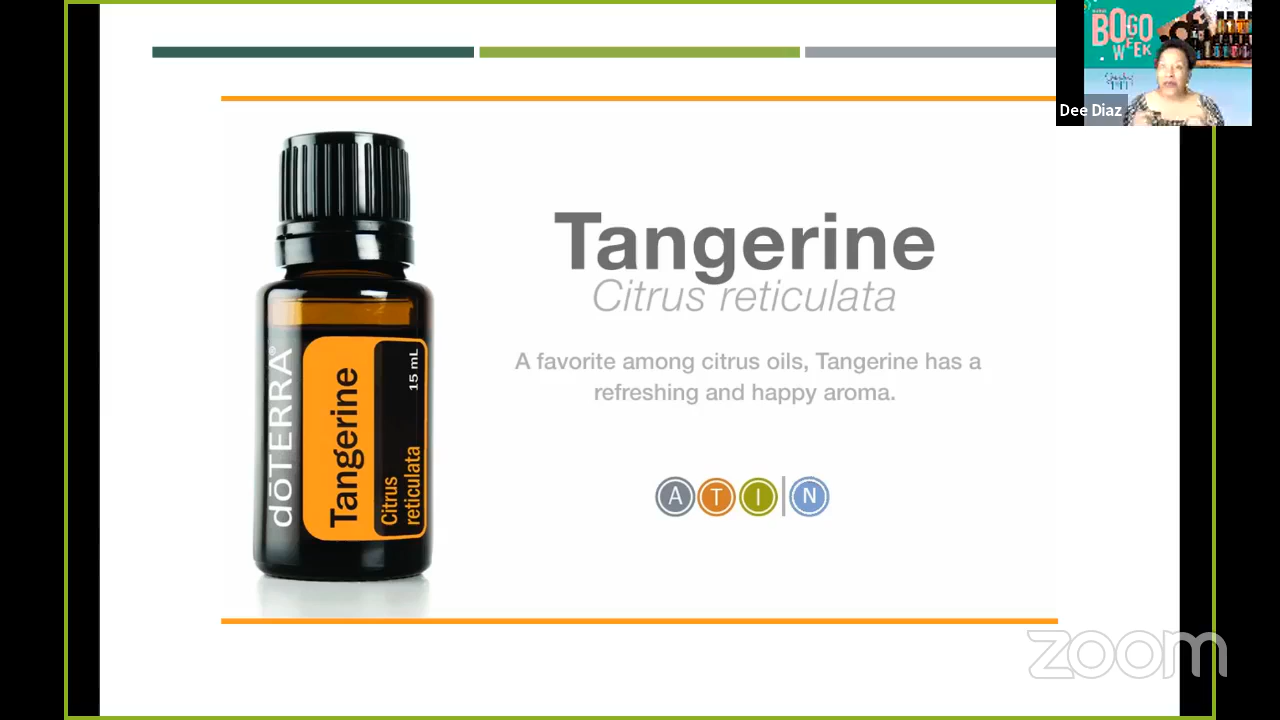 BOGO
WEEK
Dee Diaz
Tangerine
Citrus reticulata
A favorite among citrus oils, Tangerine has a
refreshing and happy aroma.
A T I N
dōTERRA®
Tangerine
Citrus
reticulata
15 mL
zoom